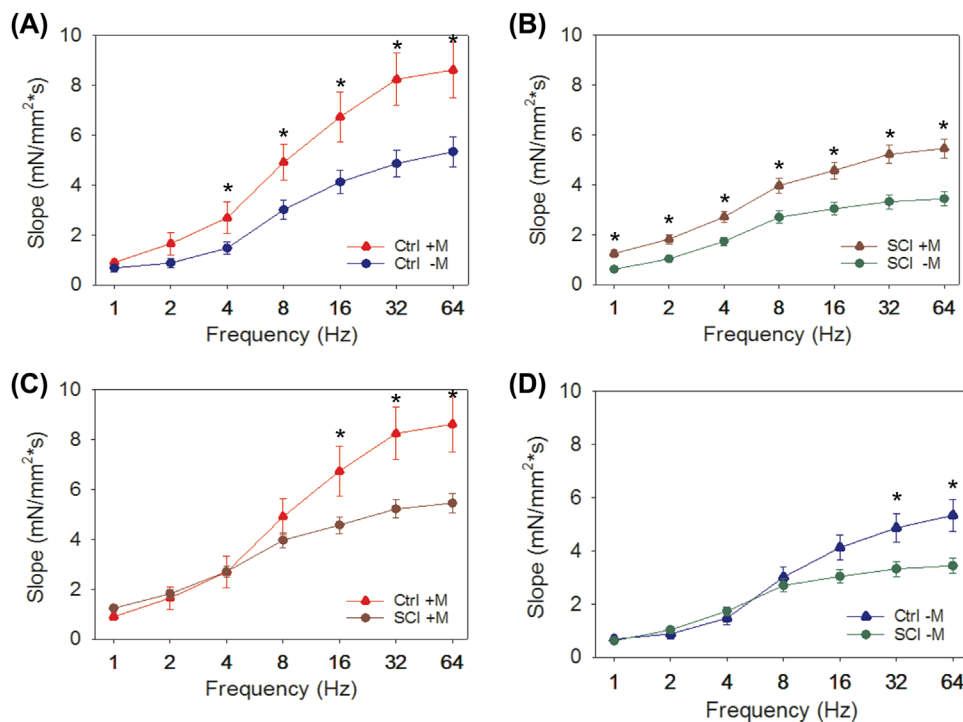 (A)
10
8
6
4
2
0
Slope (mN/mm²*s)
* * * * *
Ctrl +M
Ctrl -M
1 2 4 8 16 32 64
Frequency (Hz)
(B)
10
8
6
4
2
0
Slope (mN/mm²*s)
* * * * * * *
SCI +M
SCI -M
1 2 4 8 16 32 64
Frequency (Hz)
(C)
10
8
6
4
2
0
Slope (mN/mm²*s)
* * *
Ctrl +M
SCI +M
1 2 4 8 16 32 64
Frequency (Hz)
(D)
10
8
6
4
2
0
Slope (mN/mm²*s)
* *
Ctrl -M
SCI -M
1 2 4 8 16 32 64
Frequency (Hz)